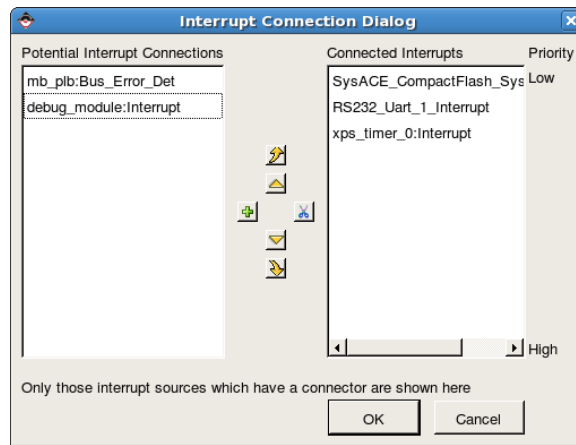 Interrupt Connection Dialog
Potential Interrupt Connections
Connected Interrupts
Priority
mb_plb:Bus_Error_Det
debug_module:Interrupt
SysACE_CompactFlash_Sys
RS232_Uart_1_Interrupt
xps_timer_0:Interrupt
Low
High
Only those interrupt sources which have a connector are shown here
OK
Cancel